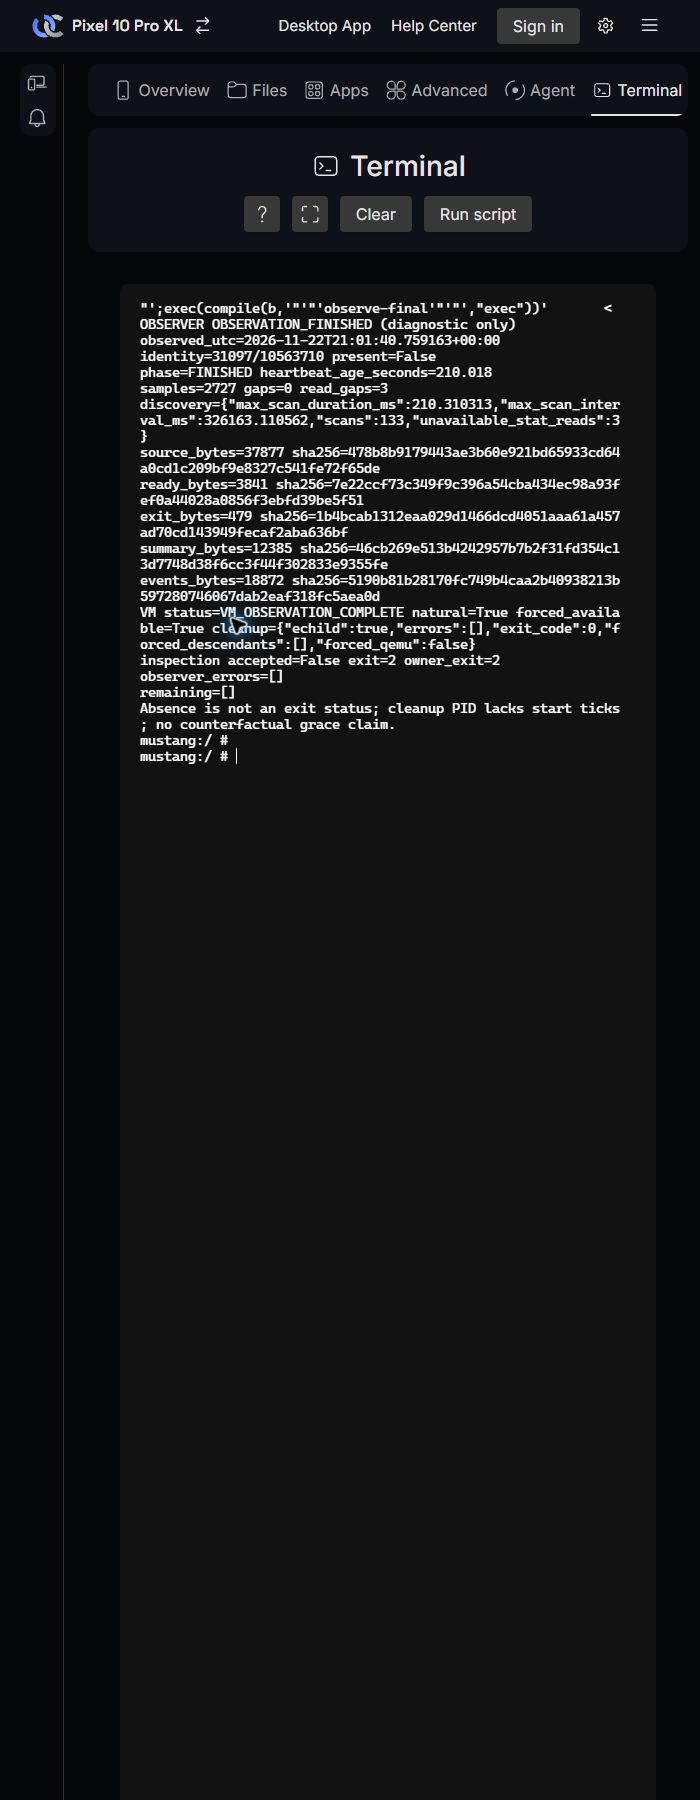 Pixel 10 Pro XL
Desktop App
Help Center
Sign in
Overview
Files
Apps
Advanced
Agent
Terminal
Terminal
?
Clear
Run script
"';exec(compile(b,'"'"'observe-final'"'"',"exec"))'       <
OBSERVER OBSERVATION_FINISHED (diagnostic only)
observed_utc=2026-11-22T21:01:40.759163+00:00
identity=31097/10563710 present=False
phase=FINISHED heartbeat_age_seconds=210.018
samples=2727 gaps=0 read_gaps=3
discovery={"max_scan_duration_ms":210.310313,"max_scan_inter
val_ms":326163.110562,"scans":133,"unavailable_stat_reads":3
}
source_bytes=37877 sha256=478b8b9179443ae3b60e921bd65933cd64
a0cd1c209bf9e8327c541fe72f65de
ready_bytes=3841 sha256=7e22ccf73c349f9c396a54cba434ec98a93f
ef0a44028a0856f3ebfd39be5f51
exit_bytes=479 sha256=1b4bcab1312eaa029d1466dcd4051aaa61a457
ad70cd143949fecaf2aba636bf
summary_bytes=12385 sha256=46cb269e513b4242957b7b2f31fd354c1
3d7748d38f6cc3f44f302833e9355fe
events_bytes=18872 sha256=5190b81b28170fc749b4caa2b40938213b
597280746067dab2eaf318fc5aea0d
VM status=VM_OBSERVATION_COMPLETE natural=True forced_availa
ble=True cleanup={"echild":true,"errors":[],"exit_code":0,"f
orced_descendants":[],"forced_qemu":false}
inspection accepted=False exit=2 owner_exit=2
observer_errors=[]
remaining=[]
Absence is not an exit status; cleanup PID lacks start ticks
; no counterfactual grace claim.
mustang:/ #
mustang:/ #